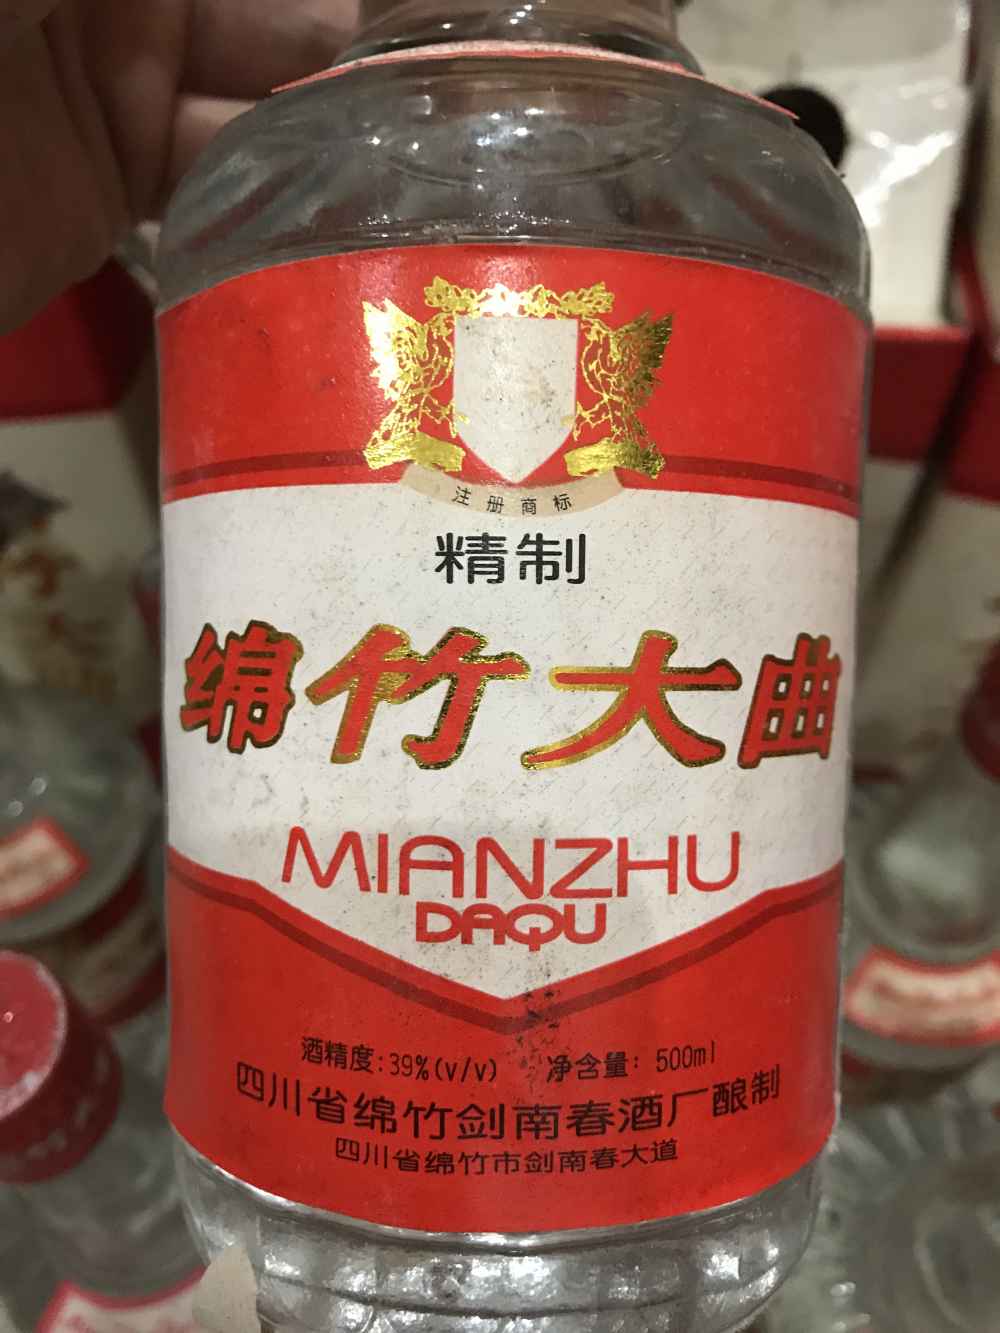 注册商标
精制
绵竹大曲
MIANZHU
DAQU
酒精度:39%(v/v) 净含量: 500ml
四川省绵竹剑南春酒厂酿制
四川省绵竹市剑南春大道